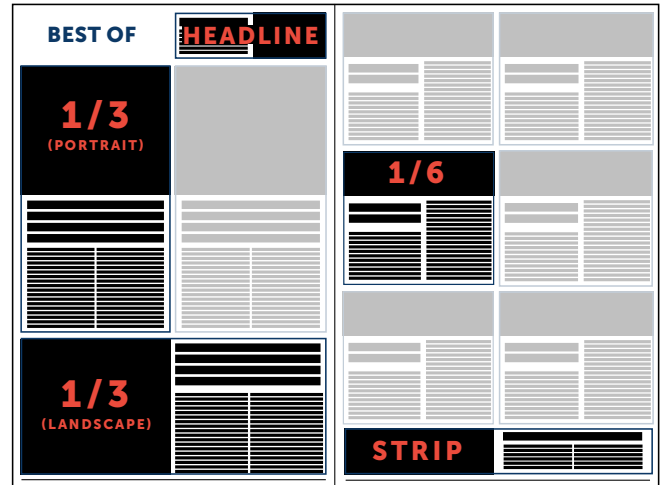 BEST OF
HEADLINE
1/3
(PORTRAIT)
1/3
(LANDSCAPE)
1/6
STRIP